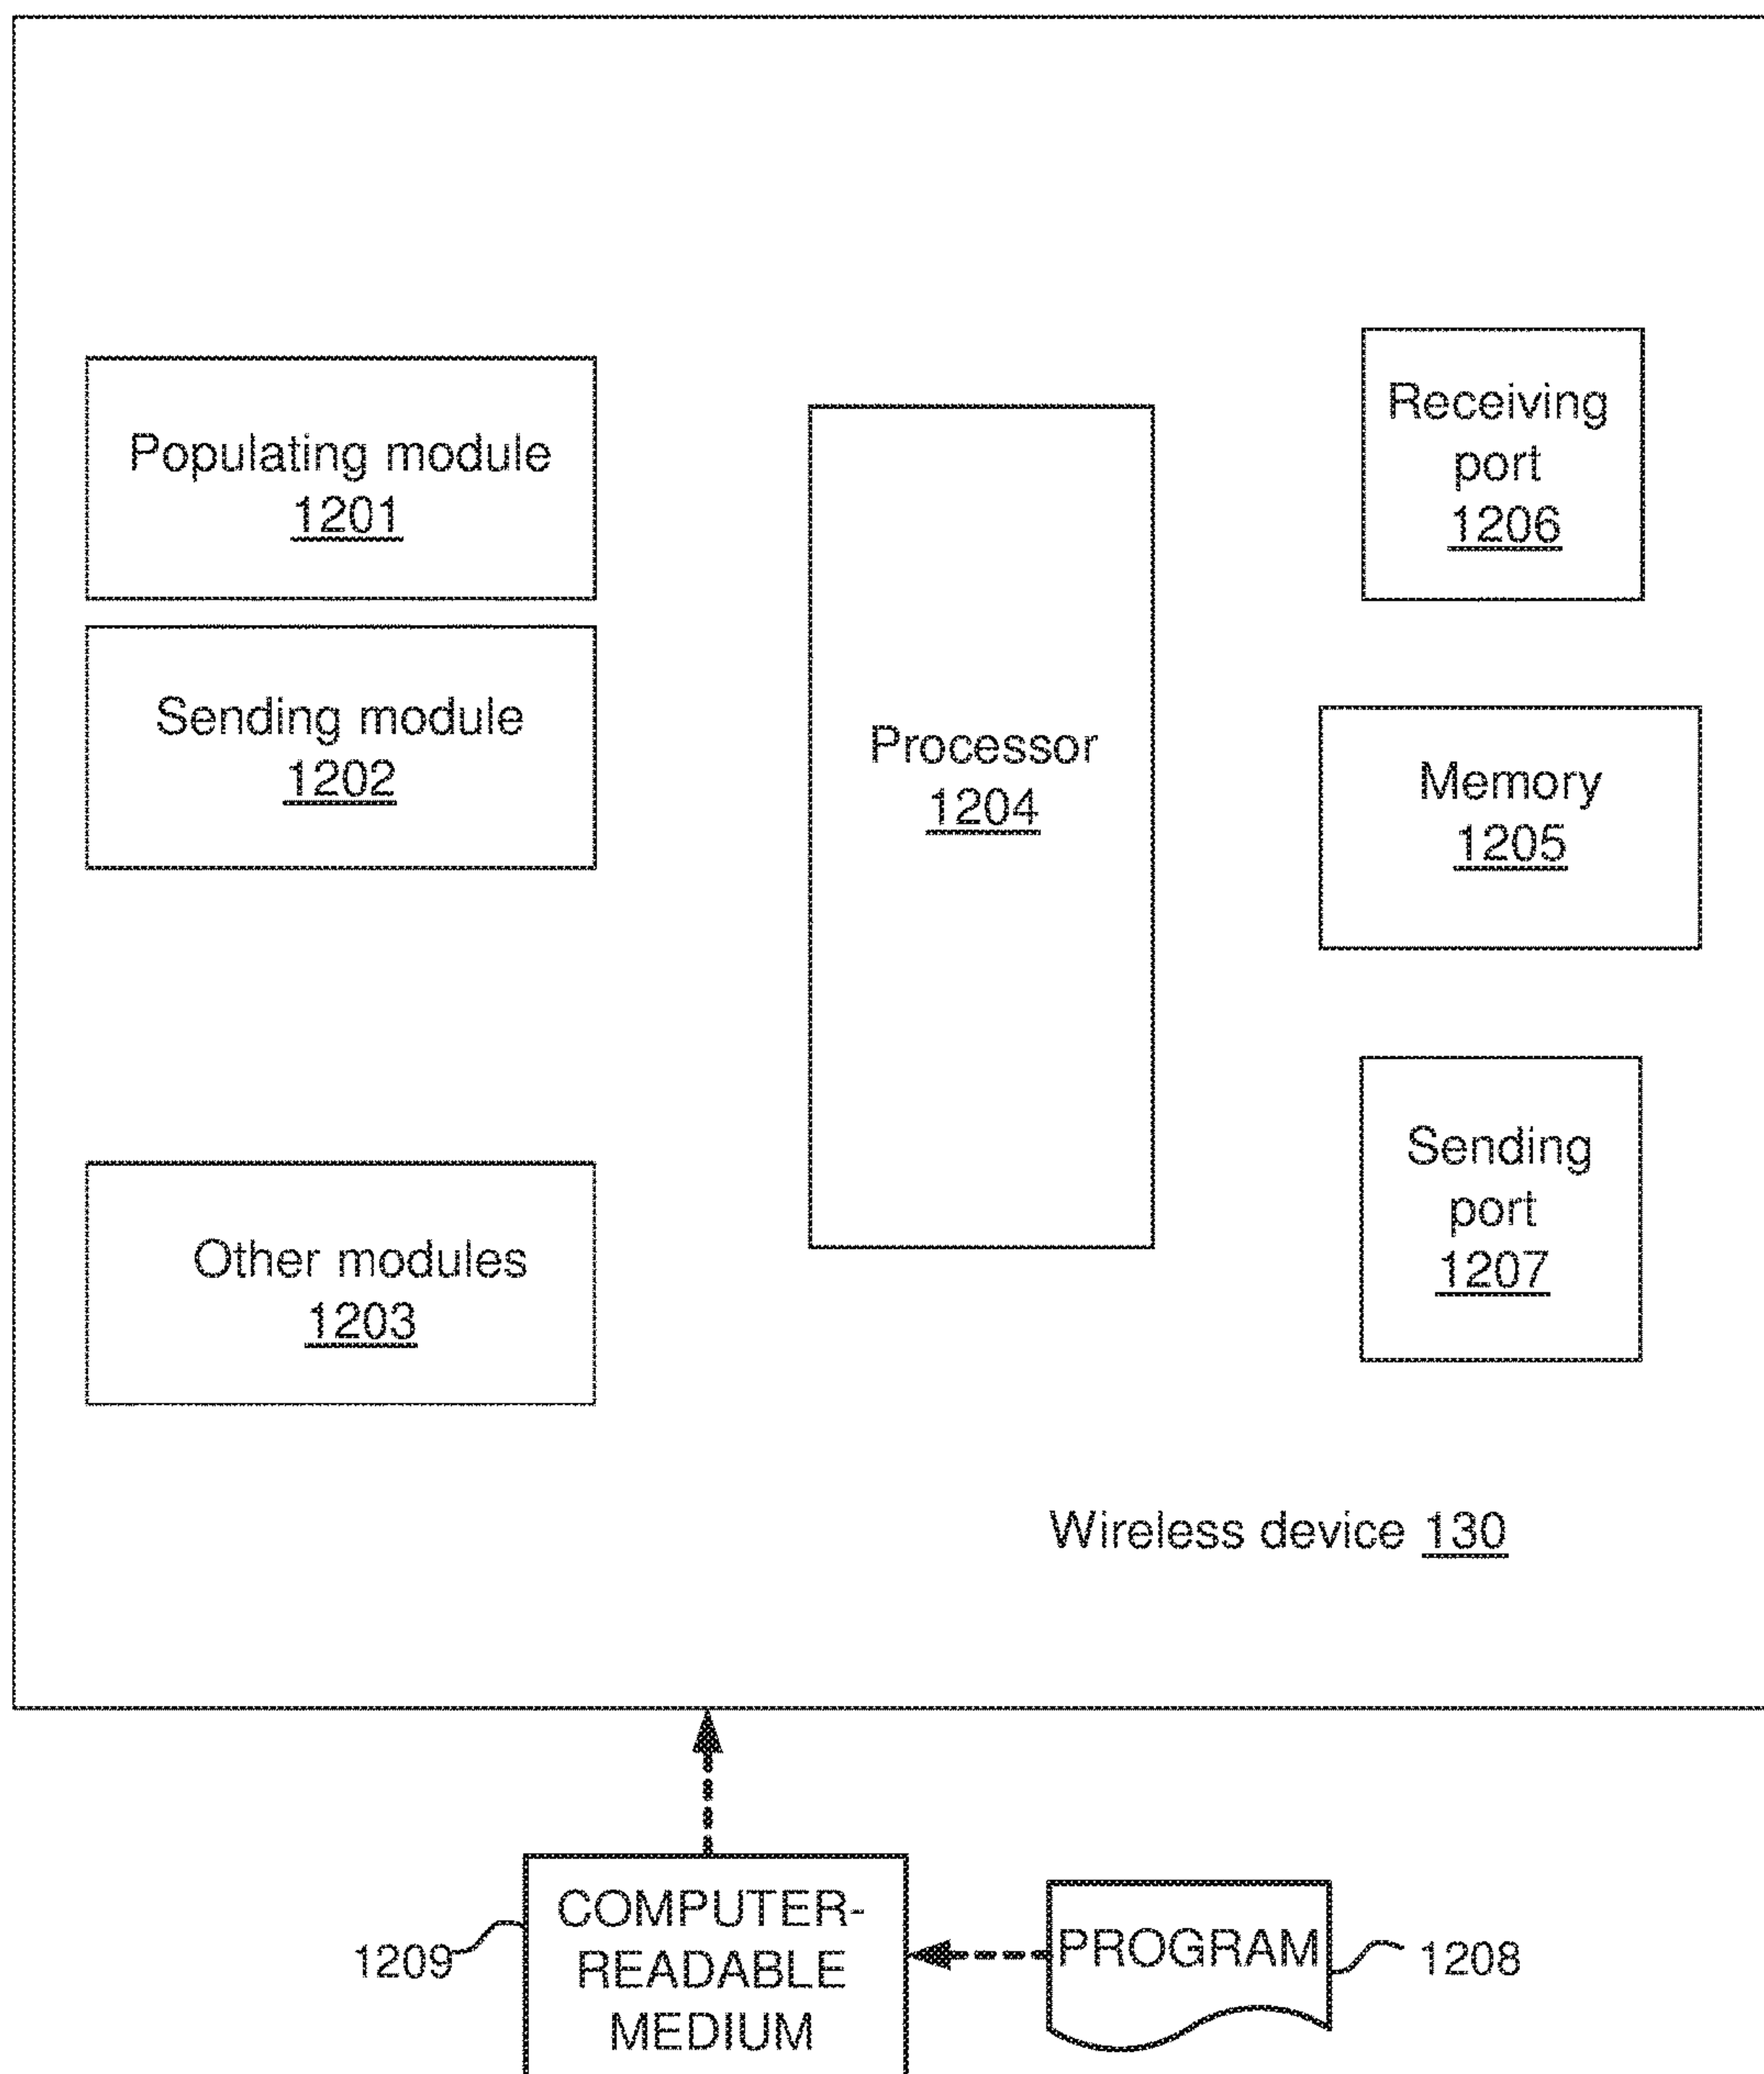 Populating module
1201
Sending module
1202
Other modules
1203
Processor
1204
Receiving
port
1206
Memory
1205
Sending
port
1207
Wireless device 130
COMPUTER-
READABLE
MEDIUM
1209
PROGRAM
1208